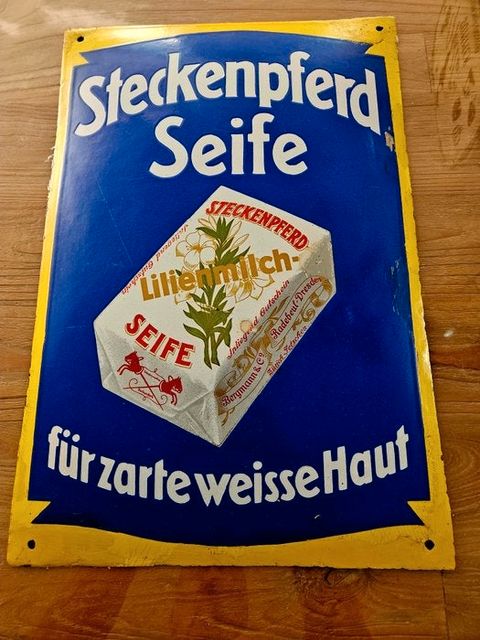 Steckenpferd
Seife
STECKENPFERD
Lilienmilch-
SEIFE
Bergmann & Co. Radebeul-Dresden
für zarte weisse Haut